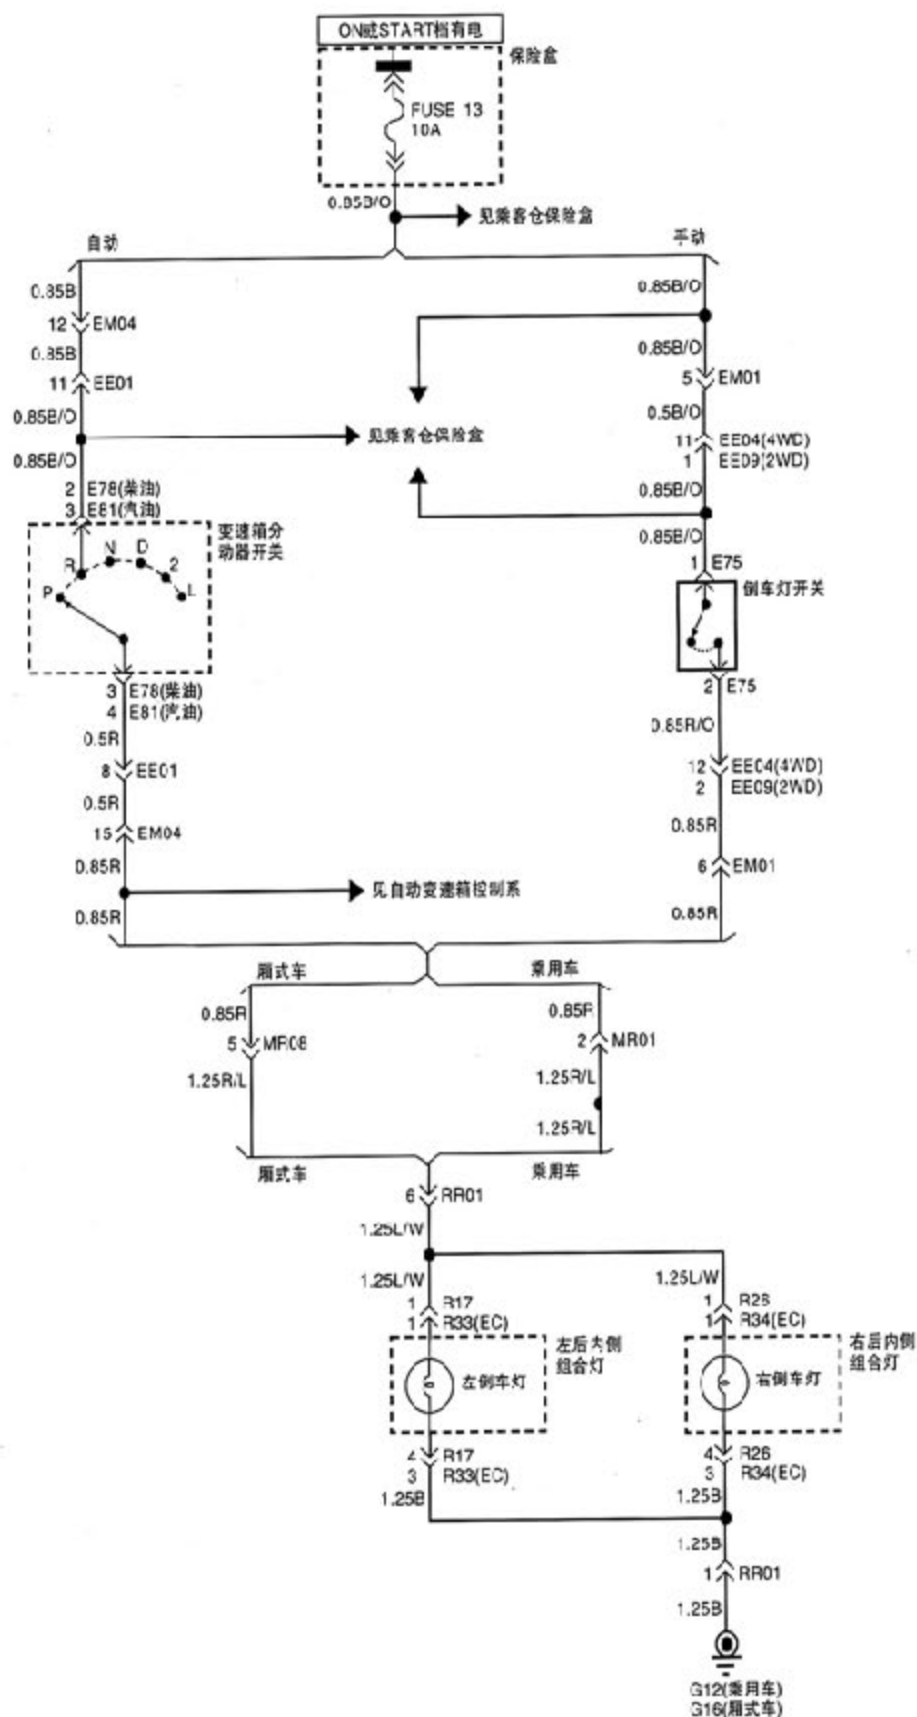 ON或START档有电
保险盒
FUSE 13
10A
0.85B/O
见乘客仓保险盒
自动
手动
0.85B
0.85B/O
12 EM04
0.85B/O
0.85B
5 EM01
11 EE01
0.5B/O
0.85B/O
见乘客仓保险盒
11 EE04(4WD)
1 EE09(2WD)
0.85B/O
0.85B/O
2 E78(柴油)
3 E81(汽油)
0.85B/O
变速箱分
动器开关
1 E75
倒车灯开关
P
R
N
D
2
L
3 E78(柴油)
4 E81(汽油)
2 E75
0.5R
0.85R/O
8 EE01
12 EE04(4WD)
2 EE09(2WD)
0.5R
0.85R
15 EM04
0.85R
6 EM01
见自动变速箱控制系
0.85R
0.85R
厢式车
乘用车
0.85R
0.85R
5 MR08
2 MR01
1.25R/L
1.25R/L
1.25R/L
厢式车
乘用车
6 RR01
1.25L/W
1.25L/W
1.25L/W
1 R17
1 R33(EC)
1 R26
1 R34(EC)
左后内侧
组合灯
右后内侧
组合灯
左倒车灯
右倒车灯
4 R17
3 R33(EC)
4 R26
3 R34(EC)
1.25B
1.25B
1.25B
1 RR01
1.25B
G12(乘用车)
G16(厢式车)